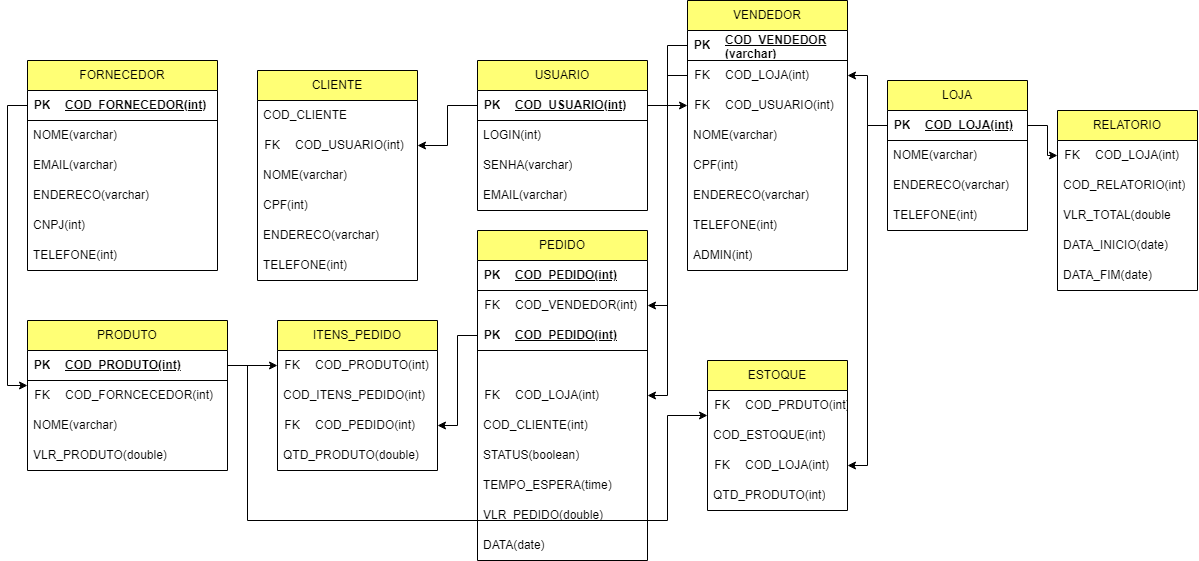 FORNECEDOR
PK COD_FORNECEDOR(int)
NOME(varchar)
EMAIL(varchar)
ENDERECO(varchar)
CNPJ(int)
TELEFONE(int)
CLIENTE
COD_CLIENTE
FK COD_USUARIO(int)
NOME(varchar)
CPF(int)
ENDERECO(varchar)
TELEFONE(int)
USUARIO
PK COD_USUARIO(int)
LOGIN(int)
SENHA(varchar)
EMAIL(varchar)
VENDEDOR
PK COD_VENDEDOR
(varchar)
FK COD_LOJA(int)
FK COD_USUARIO(int)
NOME(varchar)
CPF(int)
ENDERECO(varchar)
TELEFONE(int)
ADMIN(int)
LOJA
PK COD_LOJA(int)
NOME(varchar)
ENDERECO(varchar)
TELEFONE(int)
RELATORIO
FK COD_LOJA(int)
COD_RELATORIO(int)
VLR_TOTAL(double
DATA_INICIO(date)
DATA_FIM(date)
PRODUTO
PK COD_PRODUTO(int)
FK COD_FORNCECEDOR(int)
NOME(varchar)
VLR_PRODUTO(double)
ITENS_PEDIDO
FK COD_PRODUTO(int)
COD_ITENS_PEDIDO(int)
FK COD_PEDIDO(int)
QTD_PRODUTO(double)
PEDIDO
PK COD_PEDIDO(int)
FK COD_VENDEDOR(int)
PK COD_PEDIDO(int)
FK COD_LOJA(int)
COD_CLIENTE(int)
STATUS(boolean)
TEMPO_ESPERA(time)
VLR_PEDIDO(double)
DATA(date)
ESTOQUE
FK COD_PRDUTO(int)
COD_ESTOQUE(int)
FK COD_LOJA(int)
QTD_PRODUTO(int)